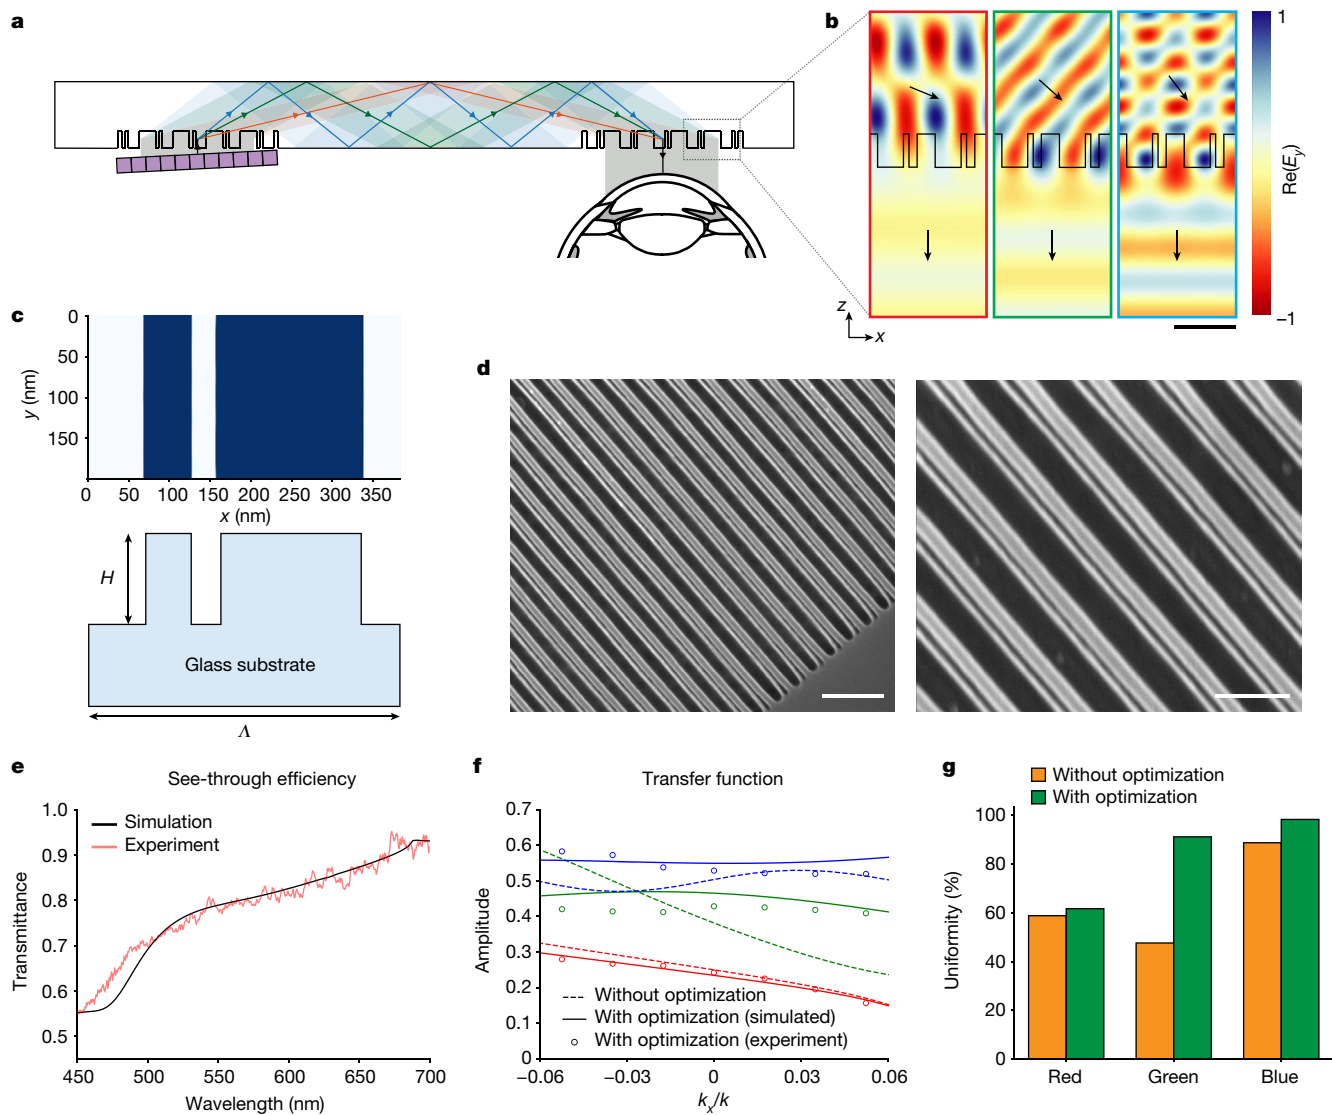 a
b
1
Re(Ey)
−1
z
x
c
0
50
100
150
y (nm)
0 50 100 150 200 250 300 350
x (nm)
H
Glass substrate
Λ
d
e
See-through efficiency
1.0
0.9
0.8
0.7
0.6
0.5
Transmittance
Simulation
Experiment
450 500 550 600 650 700
Wavelength (nm)
f
Transfer function
0.7
0.6
0.5
0.4
0.3
0.2
0.1
0
Amplitude
Without optimization
With optimization (simulated)
With optimization (experiment)
−0.06 −0.03 0 0.03 0.06
kx/k
g
Without optimization
With optimization
100
80
60
40
20
0
Uniformity (%)
Red Green Blue